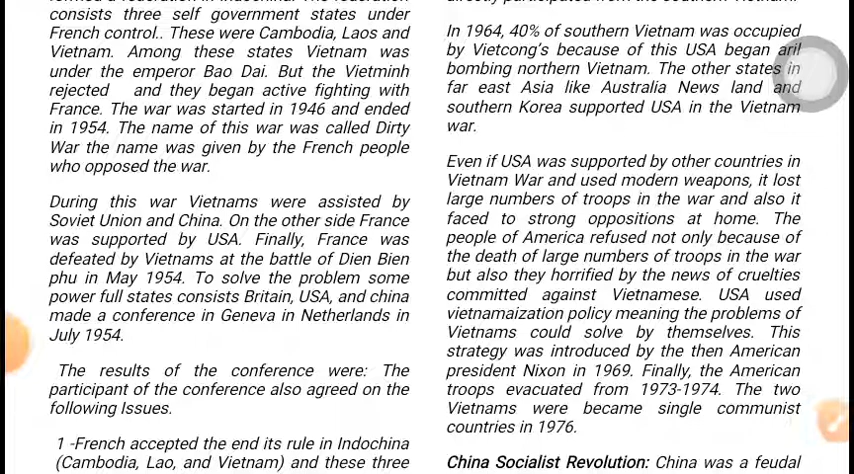 consists three self government states under
French control.. These were Cambodia, Laos and
Vietnam. Among these states Vietnam was
under the emperor Bao Dai. But the Vietminh
rejected and they began active fighting with
France. The war was started in 1946 and ended
in 1954. The name of this war was called Dirty
War the name was given by the French people
who opposed the war.
During this war Vietnams were assisted by
Soviet Union and China. On the other side France
was supported by USA. Finally, France was
defeated by Vietnams at the battle of Dien Bien
phu in May 1954. To solve the problem some
power full states consists Britain, USA, and china
made a conference in Geneva in Netherlands in
July 1954.
The results of the conference were: The
participant of the conference also agreed on the
following Issues.
1 -French accepted the end its rule in Indochina
(Cambodia, Lao, and Vietnam) and these three
In 1964, 40% of southern Vietnam was occupied
by Vietcong's because of this USA began aril
bombing northern Vietnam. The other states in
far east Asia like Australia News land and
southern Korea supported USA in the Vietnam
war.
Even if USA was supported by other countries in
Vietnam War and used modern weapons, it lost
large numbers of troops in the war and also it
faced to strong oppositions at home. The
people of America refused not only because of
the death of large numbers of troops in the war
but also they horrified by the news of cruelties
committed against Vietnamese. USA used
vietnamaization policy meaning the problems of
Vietnams could solve by themselves. This
strategy was introduced by the then American
president Nixon in 1969. Finally, the American
troops evacuated from 1973-1974. The two
Vietnams were became single communist
countries in 1976.
China Socialist Revolution: China was a feudal